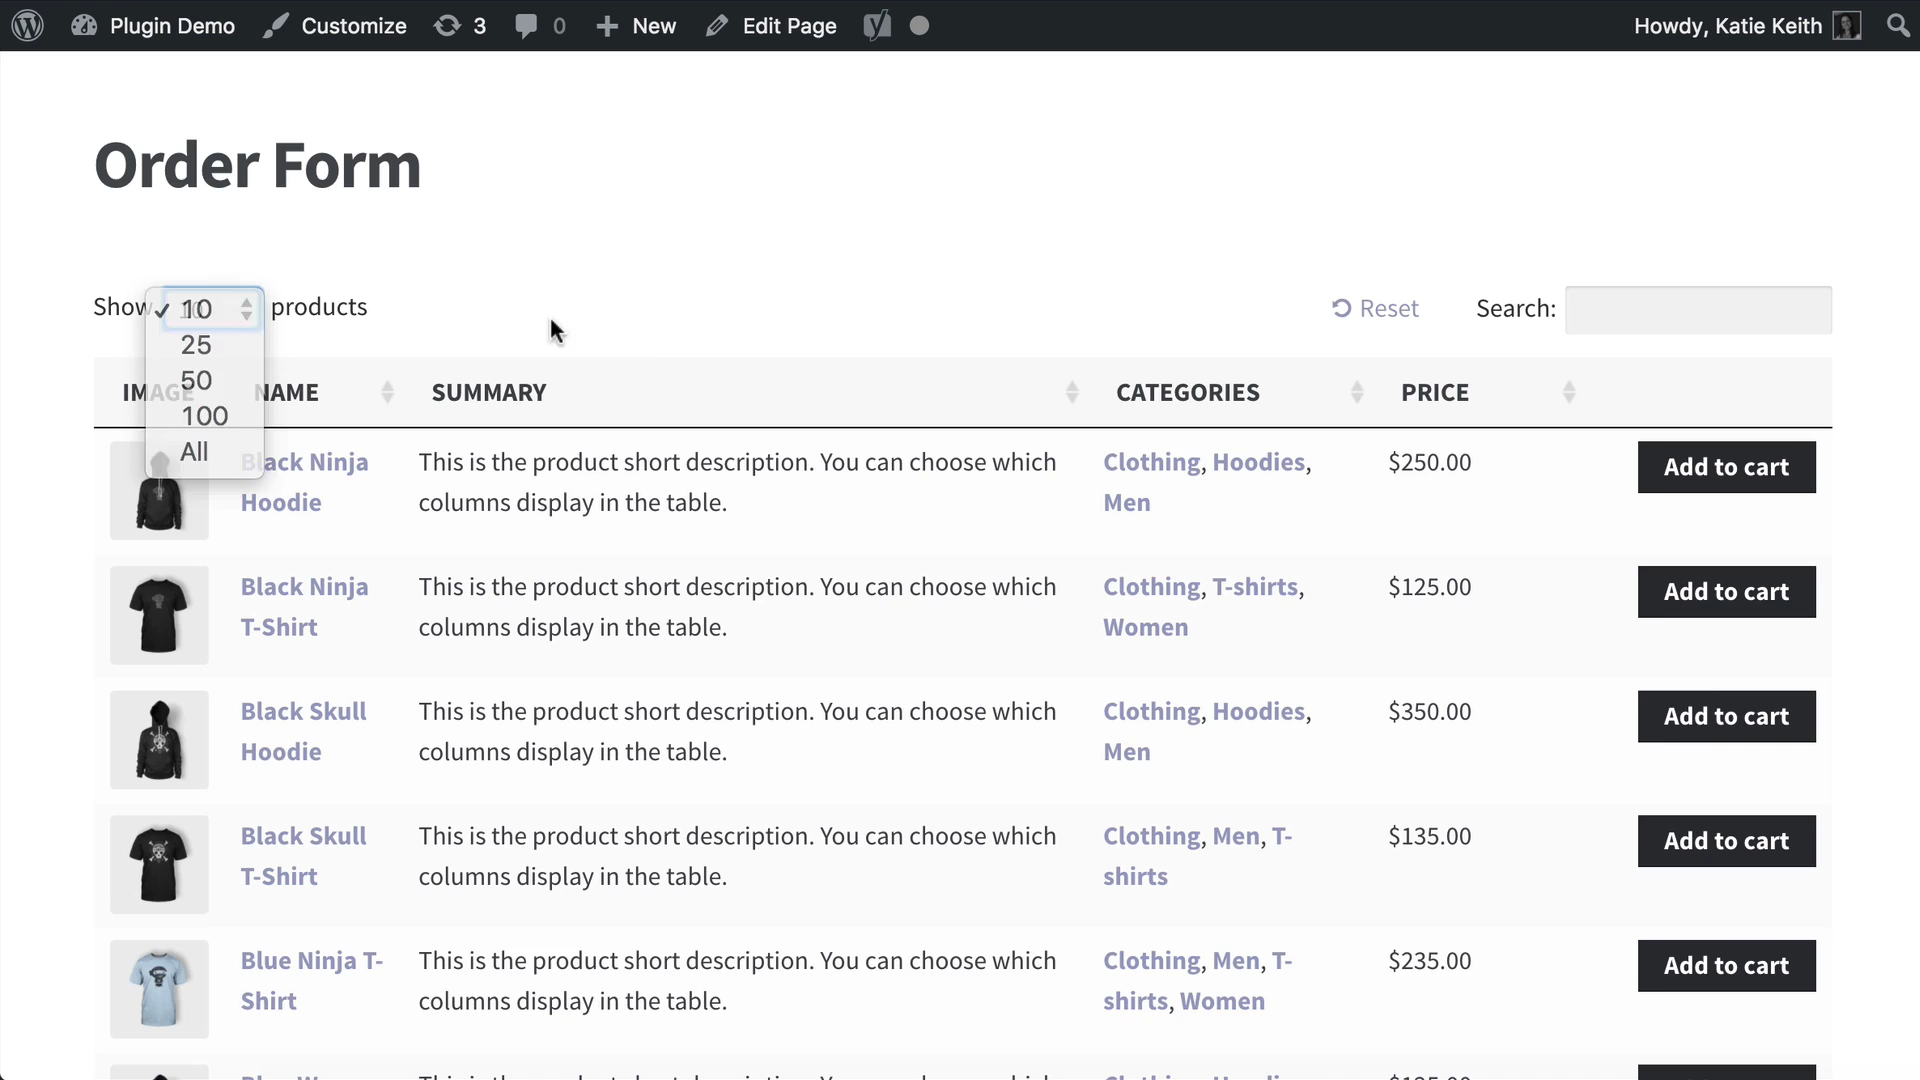 Plugin Demo Customize 3 0 New Edit Page Howdy, Katie Keith
Order Form
Show 10 products Reset Search:
25
50
100
All
IMAGE NAME SUMMARY CATEGORIES PRICE
Black Ninja This is the product short description. You can choose which Clothing, Hoodies, $250.00 Add to cart
Hoodie columns display in the table. Men
Black Ninja This is the product short description. You can choose which Clothing, T-shirts, $125.00 Add to cart
T-Shirt columns display in the table. Women
Black Skull This is the product short description. You can choose which Clothing, Hoodies, $350.00 Add to cart
Hoodie columns display in the table. Men
Black Skull This is the product short description. You can choose which Clothing, Men, T- $135.00 Add to cart
T-Shirt columns display in the table. shirts
Blue Ninja T- This is the product short description. You can choose which Clothing, Men, T- $235.00 Add to cart
Shirt columns display in the table. shirts, Women